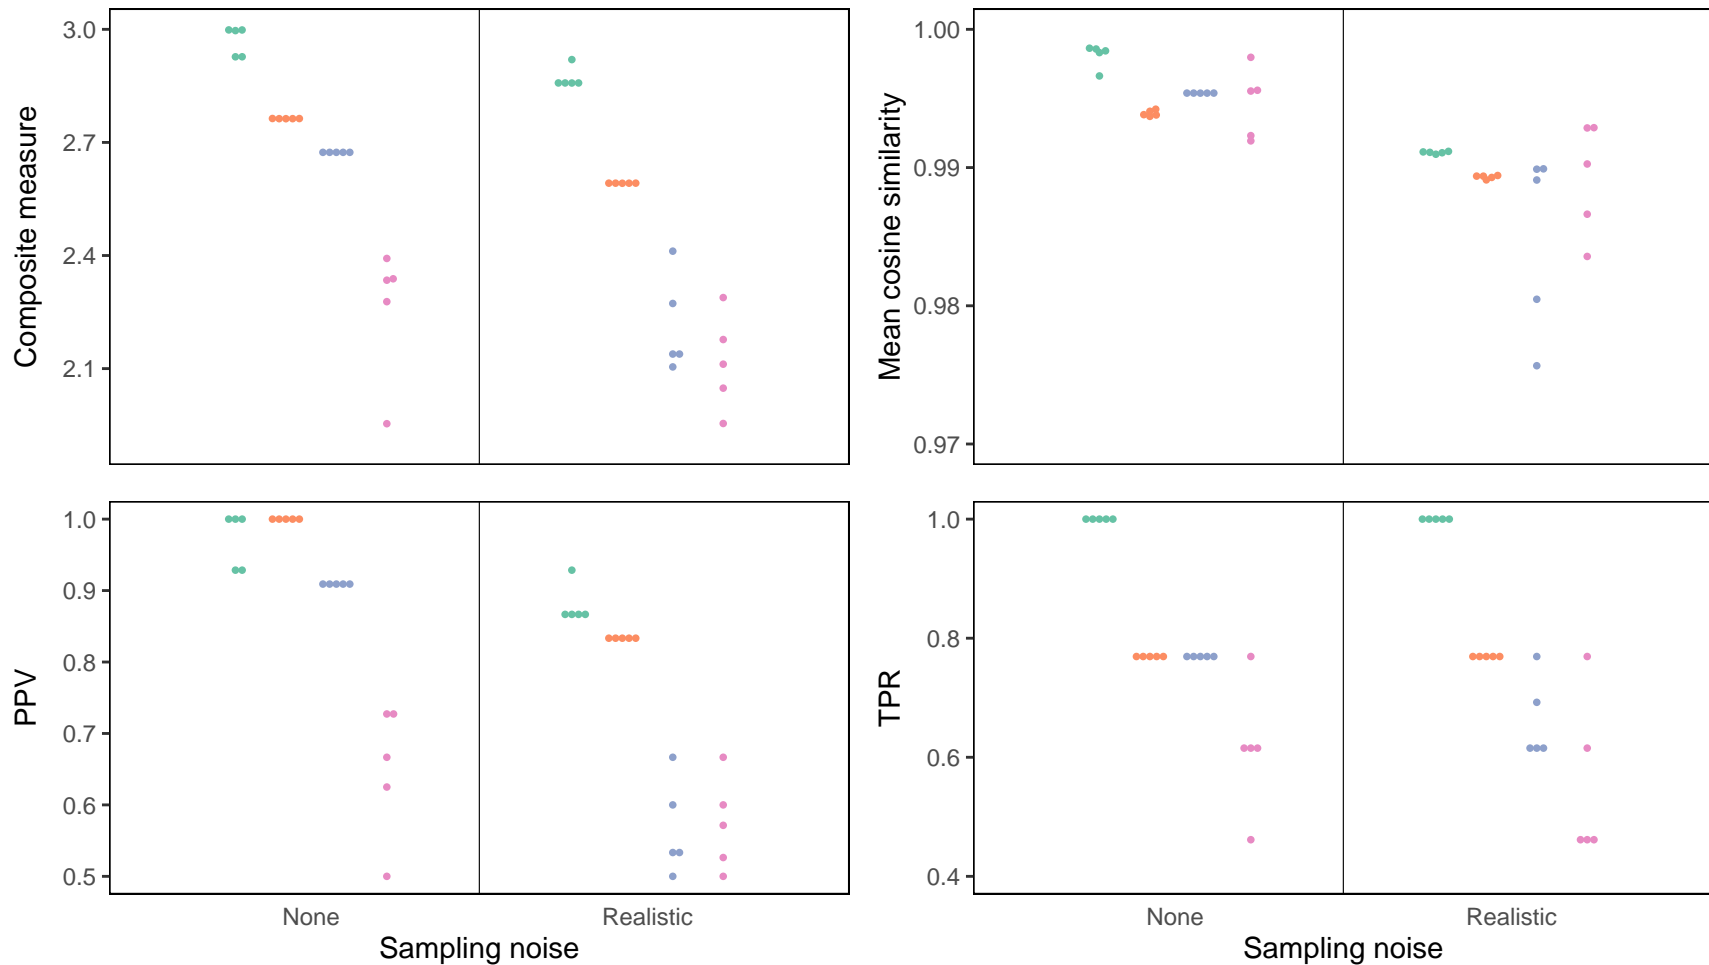 Composite measure
3.0
2.7
2.4
2.1
Mean cosine similarity
1.00
0.99
0.98
0.97
PPV
1.0
0.9
0.8
0.7
0.6
0.5
None
Realistic
Sampling noise
TPR
1.0
0.8
0.6
0.4
None
Realistic
Sampling noise